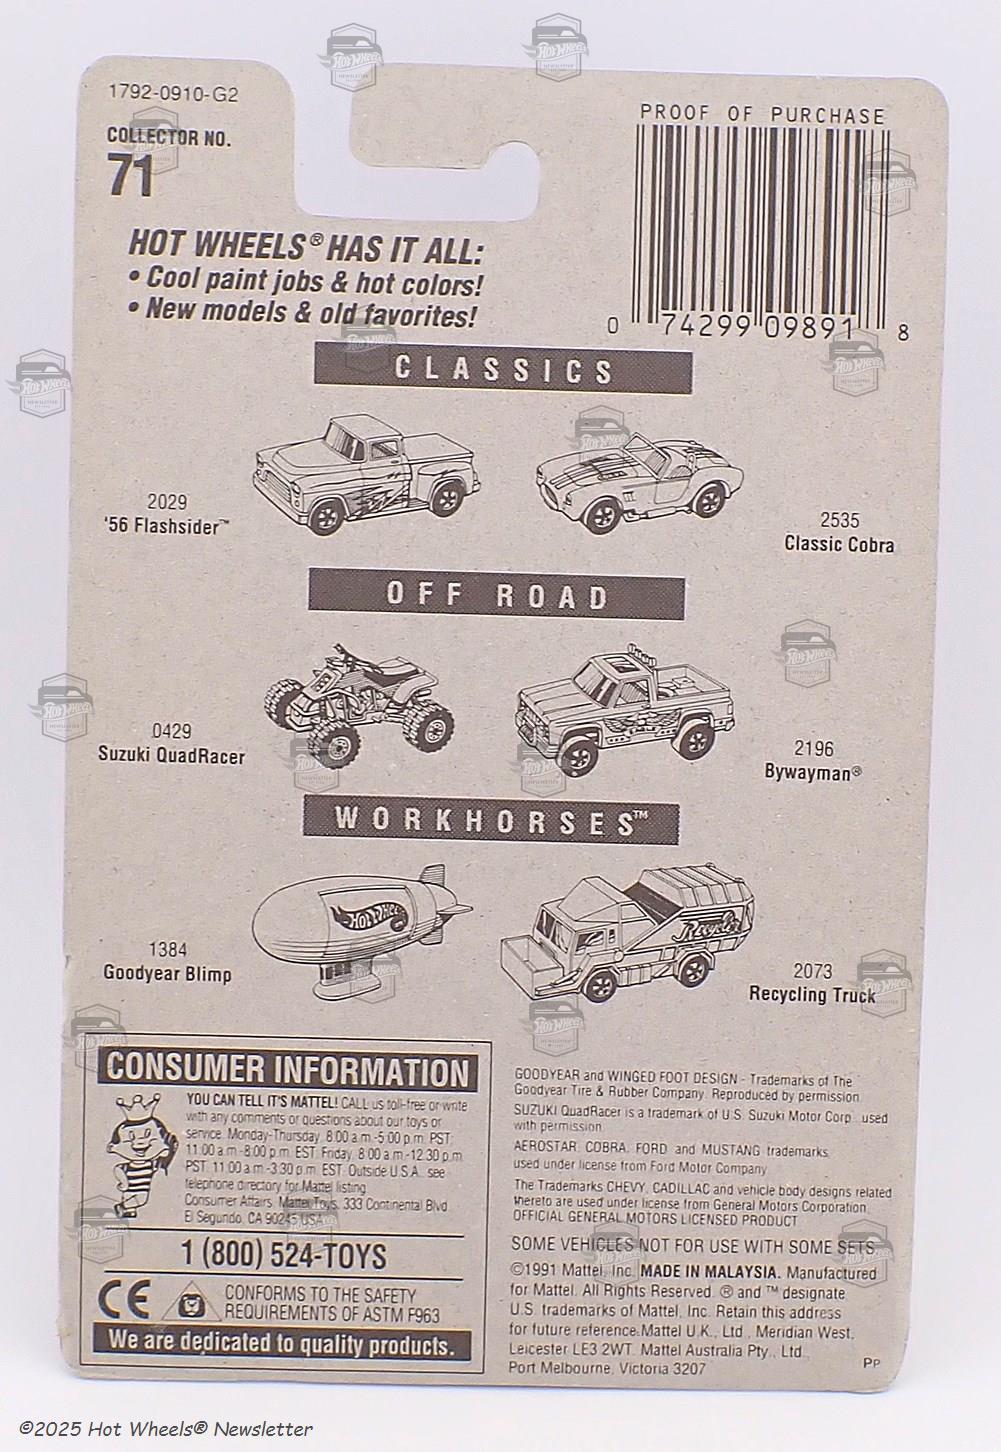 1792-0910-G2
COLLECTOR NO.
71
PROOF OF PURCHASE
0 74299 09891 8
HOT WHEELS® HAS IT ALL:
• Cool paint jobs & hot colors!
• New models & old favorites!
CLASSICS
2029
'56 Flashsider™
2535
Classic Cobra
OFF ROAD
0429
Suzuki QuadRacer
2196
Bywayman®
WORKHORSES™
HOT WHEELS
1384
Goodyear Blimp
Recycler
2073
Recycling Truck
CONSUMER INFORMATION
YOU CAN TELL IT'S MATTEL! CALL us toll-free or write
with any comments or questions about our toys or
service. Monday-Thursday, 8:00 a.m.-5:00 p.m. PST,
11:00 a.m.-8:00 p.m. EST. Friday, 8:00 a.m.-12:30 p.m.
PST, 11:00 a.m.-3:30 p.m. EST. Outside U.S.A., see
telephone directory for Mattel listing.
Consumer Affairs, Mattel Toys, 333 Continental Blvd.
El Segundo, CA 90245 USA
1 (800) 524-TOYS
CE
CONFORMS TO THE SAFETY
REQUIREMENTS OF ASTM F963
We are dedicated to quality products.
GOODYEAR and WINGED FOOT DESIGN - Trademarks of The
Goodyear Tire & Rubber Company. Reproduced by permission.
SUZUKI QuadRacer is a trademark of U.S. Suzuki Motor Corp. used
with permission.
AEROSTAR, COBRA, FORD, and MUSTANG trademarks
used under license from Ford Motor Company
The Trademarks CHEVY, CADILLAC and vehicle body designs related
thereto are used under license from General Motors Corporation.
OFFICIAL GENERAL MOTORS LICENSED PRODUCT
SOME VEHICLES NOT FOR USE WITH SOME SETS.
©1991 Mattel, Inc. MADE IN MALAYSIA. Manufactured
for Mattel. All Rights Reserved. ® and ™ designate
U.S. trademarks of Mattel, Inc. Retain this address
for future reference: Mattel U.K., Ltd., Meridian West,
Leicester LE3 2WT. Mattel Australia Pty., Ltd.,
Port Melbourne, Victoria 3207
PP
©2025 Hot Wheels® Newsletter